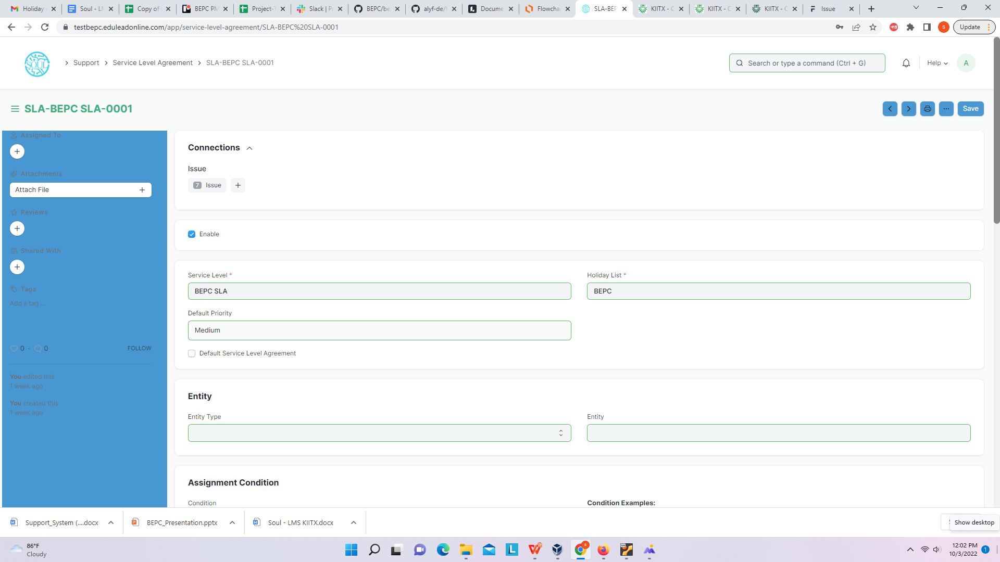 Holiday
Soul - L
Copy of
BEPC PM
Project-T
Slack | P
BEPC/be
alyf-de/f
Docume
Flowcha
SLA-BEP
KIITX - C
KIITX - C
KIITX - C
Issue
testbepc.eduleadonline.com/app/service-level-agreement/SLA-BEPC%20SLA-0001
S
Update
SOUL
Support
Service Level Agreement
SLA-BEPC SLA-0001
Search or type a command (Ctrl + G)
Help
A
SLA-BEPC SLA-0001
Save
Assigned To
Attachments
Attach File
Reviews
Shared With
Tags
Add a tag ...
0 · 0
FOLLOW
You edited this
1 week ago
You created this
1 week ago
Connections
Issue
7 Issue
Enable
Service Level *
BEPC SLA
Holiday List *
BEPC
Default Priority
Medium
Default Service Level Agreement
Entity
Entity Type
Entity
Assignment Condition
Condition
Condition Examples:
Support_System (....docx
BEPC_Presentation.pptx
Soul - LMS KIITX.docx
Show desktop
86°F
Cloudy
12:02 PM
10/3/2022
1